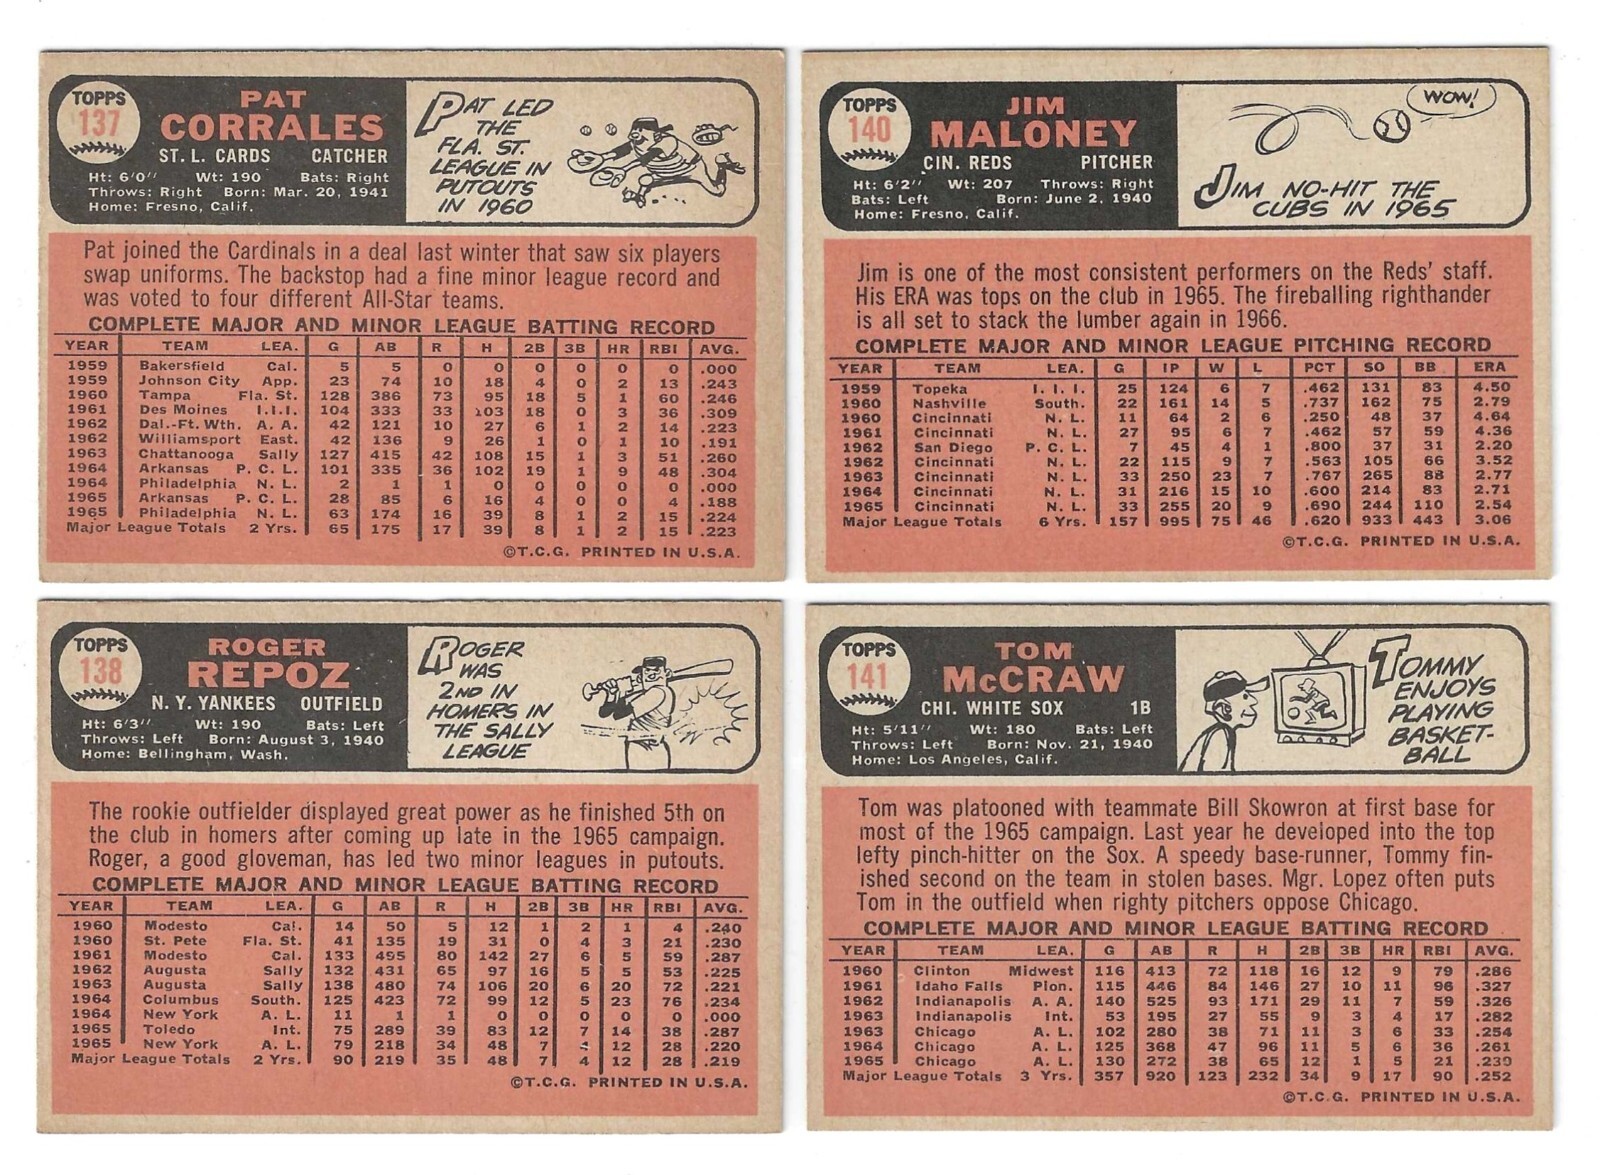 TOPPS
137
PAT
CORRALES
ST. L. CARDS CATCHER
Ht: 6'0" Wt: 190 Bats: Right
Throws: Right Born: Mar. 20, 1941
Home: Fresno, Calif.
PAT LED
THE
FLA. ST.
LEAGUE IN
PUTOUTS
IN 1960
Pat joined the Cardinals in a deal last winter that saw six players
swap uniforms. The backstop had a fine minor league record and
was voted to four different All-Star teams.
COMPLETE MAJOR AND MINOR LEAGUE BATTING RECORD
YEAR TEAM LEA. G AB R H 2B 3B HR RBI AVG.
1959 Bakersfield Cal. 5 5 0 0 0 0 0 0 .000
1959 Johnson City App. 23 74 10 18 4 0 2 13 .243
1960 Tampa Fla. St. 128 386 73 95 18 5 1 60 .246
1961 Des Moines I.I.I. 104 333 33 103 18 0 3 36 .309
1962 Dal.-Ft. Wth. A. A. 42 121 10 27 6 1 2 14 .223
1962 Williamsport East. 42 136 9 26 1 0 1 10 .191
1963 Chattanooga Sally 127 415 42 108 15 1 3 51 .260
1964 Arkansas P. C. L. 101 335 36 102 19 1 9 48 .304
1964 Philadelphia N. L. 2 1 1 0 0 0 0 0 .000
1965 Arkansas P. C. L. 28 85 6 16 4 0 0 4 .188
1965 Philadelphia N. L. 63 174 16 39 8 1 2 15 .224
Major League Totals 2 Yrs. 65 175 17 39 8 1 2 15 .223
©T.C.G. PRINTED IN U.S.A.
TOPPS
140
JIM
MALONEY
CIN. REDS PITCHER
Ht: 6'2" Wt: 207 Throws: Right
Bats: Left Born: June 2, 1940
Home: Fresno, Calif.
WOW!
JIM NO-HIT THE
CUBS IN 1965
Jim is one of the most consistent performers on the Reds' staff.
His ERA was tops on the club in 1965. The fireballing righthander
is all set to stack the lumber again in 1966.
COMPLETE MAJOR AND MINOR LEAGUE PITCHING RECORD
YEAR TEAM LEA. G IP W L PCT SO BB ERA
1959 Topeka I. I. I. 25 124 6 7 .462 131 83 4.50
1960 Nashville South. 22 161 14 5 .737 162 75 2.79
1960 Cincinnati N. L. 11 64 2 6 .250 48 37 4.64
1961 Cincinnati N. L. 27 95 6 7 .462 57 59 4.36
1962 San Diego P. C. L. 7 45 4 1 .800 37 31 2.20
1962 Cincinnati N. L. 22 115 9 7 .563 105 66 3.52
1963 Cincinnati N. L. 33 250 23 7 .767 265 88 2.77
1964 Cincinnati N. L. 31 216 15 10 .600 214 83 2.71
1965 Cincinnati N. L. 33 255 20 9 .690 244 110 2.54
Major League Totals 6 Yrs. 157 995 75 46 .620 933 443 3.06
©T.C.G. PRINTED IN U.S.A.
TOPPS
138
ROGER
REPOZ
N. Y. YANKEES OUTFIELD
Ht: 6'3" Wt: 190 Bats: Left
Throws: Left Born: August 3, 1940
Home: Bellingham, Wash.
ROGER
WAS
2ND IN
HOMERS IN
THE SALLY
LEAGUE
The rookie outfielder displayed great power as he finished 5th on
the club in homers after coming up late in the 1965 campaign.
Roger, a good gloveman, has led two minor leagues in putouts.
COMPLETE MAJOR AND MINOR LEAGUE BATTING RECORD
YEAR TEAM LEA. G AB R H 2B 3B HR RBI AVG.
1960 Modesto Cal. 14 50 5 12 1 2 1 4 .240
1960 St. Pete Fla. St. 41 135 19 31 0 4 3 21 .230
1961 Modesto Cal. 133 495 80 142 27 6 5 59 .287
1962 Augusta Sally 132 431 65 97 16 5 5 53 .225
1963 Augusta Sally 138 480 74 106 20 6 20 72 .221
1964 Columbus South. 125 423 72 99 12 5 23 76 .234
1964 New York A. L. 11 1 1 0 0 0 0 0 .000
1965 Toledo Int. 75 289 39 83 12 7 14 38 .287
1965 New York A. L. 79 218 34 48 7 4 12 28 .220
Major League Totals 2 Yrs. 90 219 35 48 7 4 12 28 .219
©T.C.G. PRINTED IN U.S.A.
TOPPS
141
TOM
McCRAW
CHI. WHITE SOX 1B
Ht: 5'11" Wt: 180 Bats: Left
Throws: Left Born: Nov. 21, 1940
Home: Los Angeles, Calif.
TOMMY
ENJOYS
PLAYING
BASKET-
BALL
Tom was platooned with teammate Bill Skowron at first base for
most of the 1965 campaign. Last year he developed into the top
lefty pinch-hitter on the Sox. A speedy base-runner, Tommy fin-
ished second on the team in stolen bases. Mgr. Lopez often puts
Tom in the outfield when righty pitchers oppose Chicago.
COMPLETE MAJOR AND MINOR LEAGUE BATTING RECORD
YEAR TEAM LEA. G AB R H 2B 3B HR RBI AVG.
1960 Clinton Midwest 116 413 72 118 16 12 9 79 .286
1961 Idaho Falls Pion. 115 446 84 146 27 10 11 96 .327
1962 Indianapolis A. A. 140 525 93 171 29 11 7 59 .326
1963 Indianapolis Int. 53 195 27 55 9 3 4 17 .282
1963 Chicago A. L. 102 280 38 71 11 3 6 33 .254
1964 Chicago A. L. 125 368 47 96 11 5 6 36 .261
1965 Chicago A. L. 130 272 38 65 12 1 5 21 .239
Major League Totals 3 Yrs. 357 920 123 232 34 9 17 90 .252
©T.C.G. PRINTED IN U.S.A.